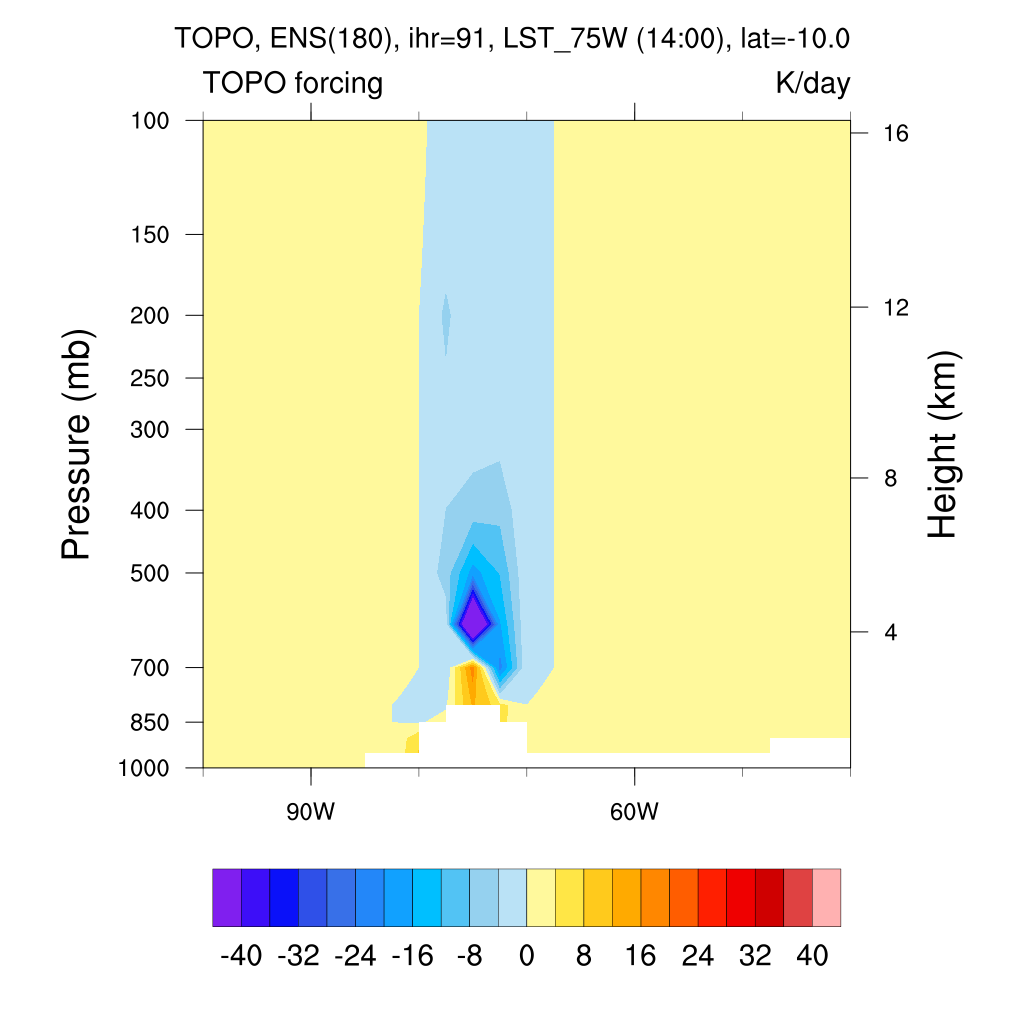 TOPO, ENS(180), ihr=91, LST_75W (14:00), lat=-10.0
TOPO forcing K/day
100
150
200
250
300
400
500
700
850
1000
Pressure (mb)
16
12
8
4
Height (km)
90W 60W
-40 -32 -24 -16 -8 0 8 16 24 32 40